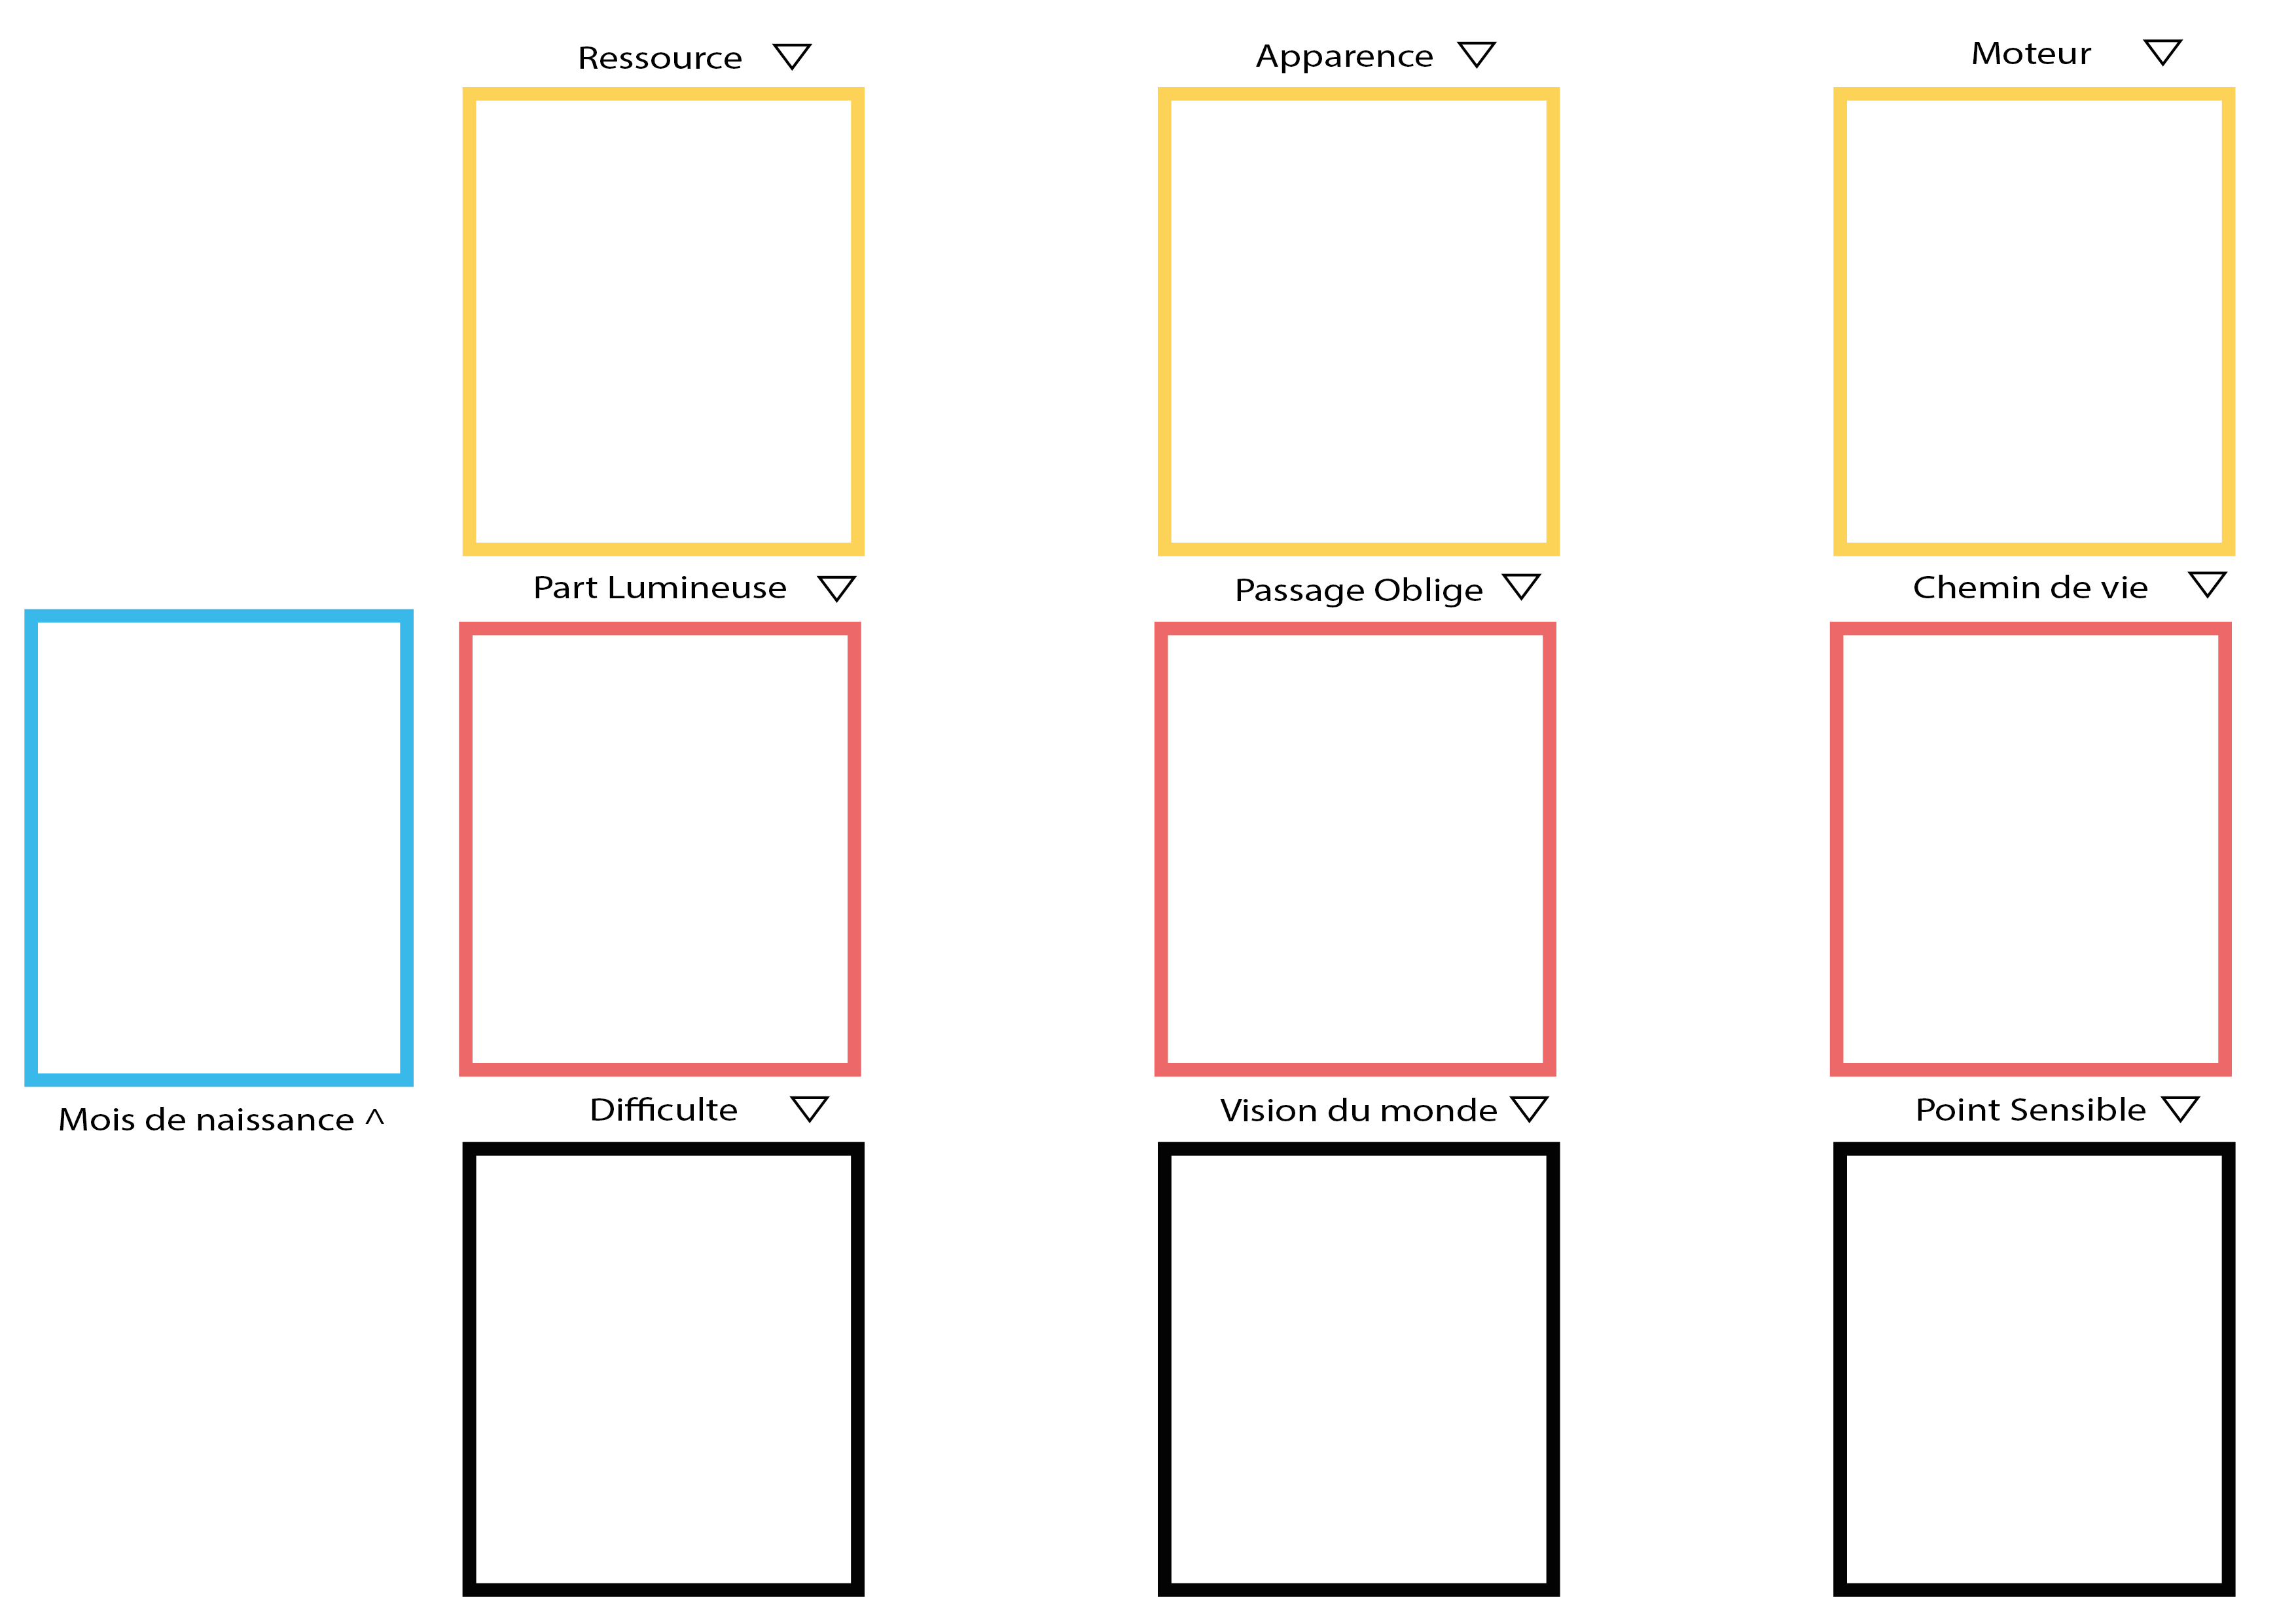 Ressource
Apparence
Moteur
Part Lumineuse
Passage Oblige
Chemin de vie
Mois de naissance ^
Difficulte
Vision du monde
Point Sensible